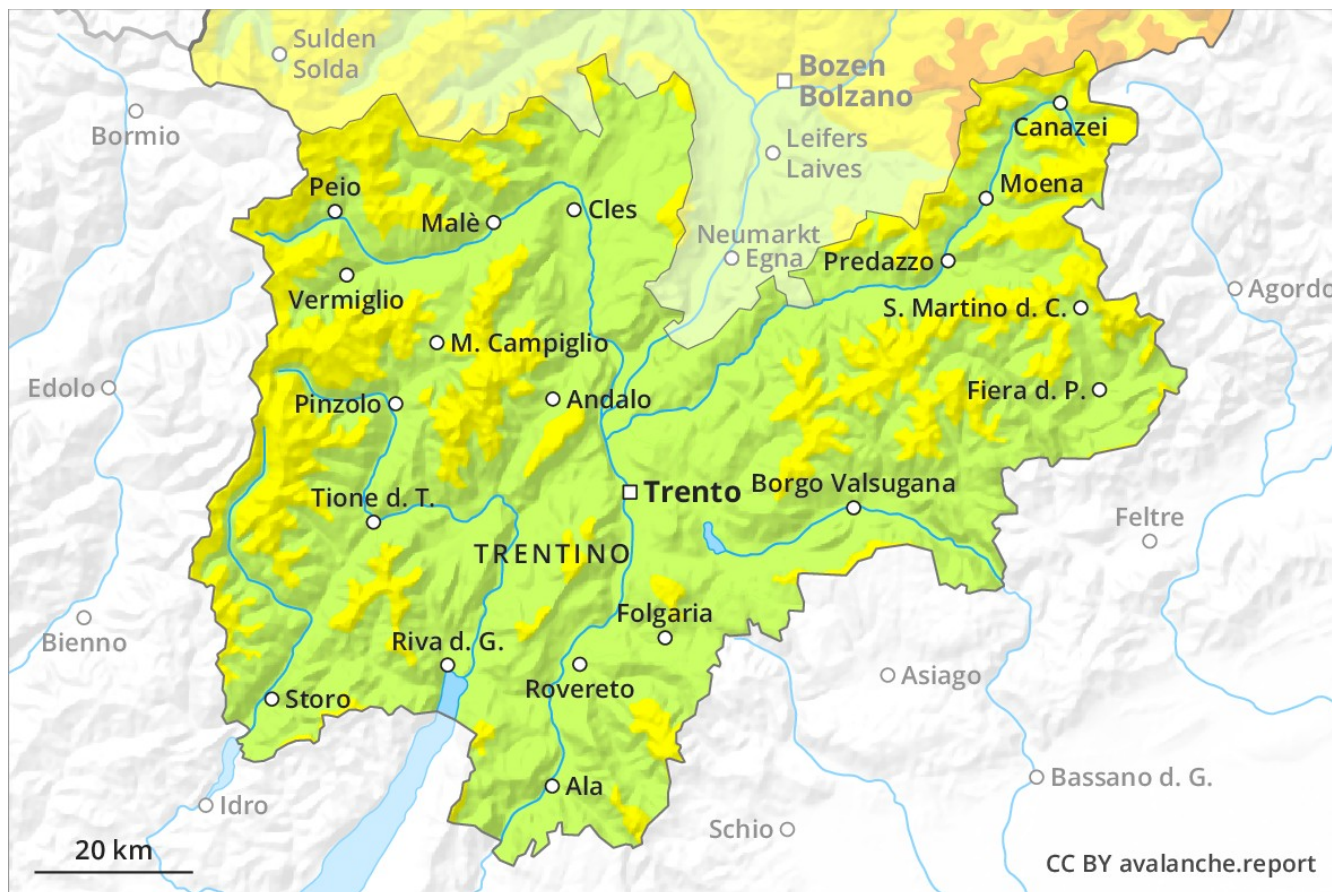 Sulden
Solda
Bozen
Bolzano
Bormio
Canazei
Leifers
Laives
Peio
Moena
Malè
Cles
Neumarkt
Egna
Predazzo
Vermiglio
Agordo
S. Martino d. C.
M. Campiglio
Edolo
Pinzolo
Andalo
Fiera d. P.
Trento
Borgo Valsugana
Tione d. T.
Feltre
TRENTINO
Bienno
Folgaria
Riva d. G.
Asiago
Storo
Rovereto
Bassano d. G.
Ala
Idro
Schio
20 km
CC BY avalanche.report